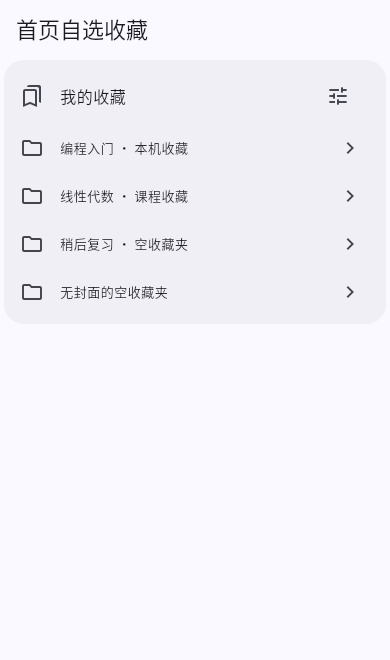 首页自选收藏
我的收藏
编程入门 · 本机收藏
线性代数 · 课程收藏
稍后复习 · 空收藏夹
无封面的空收藏夹